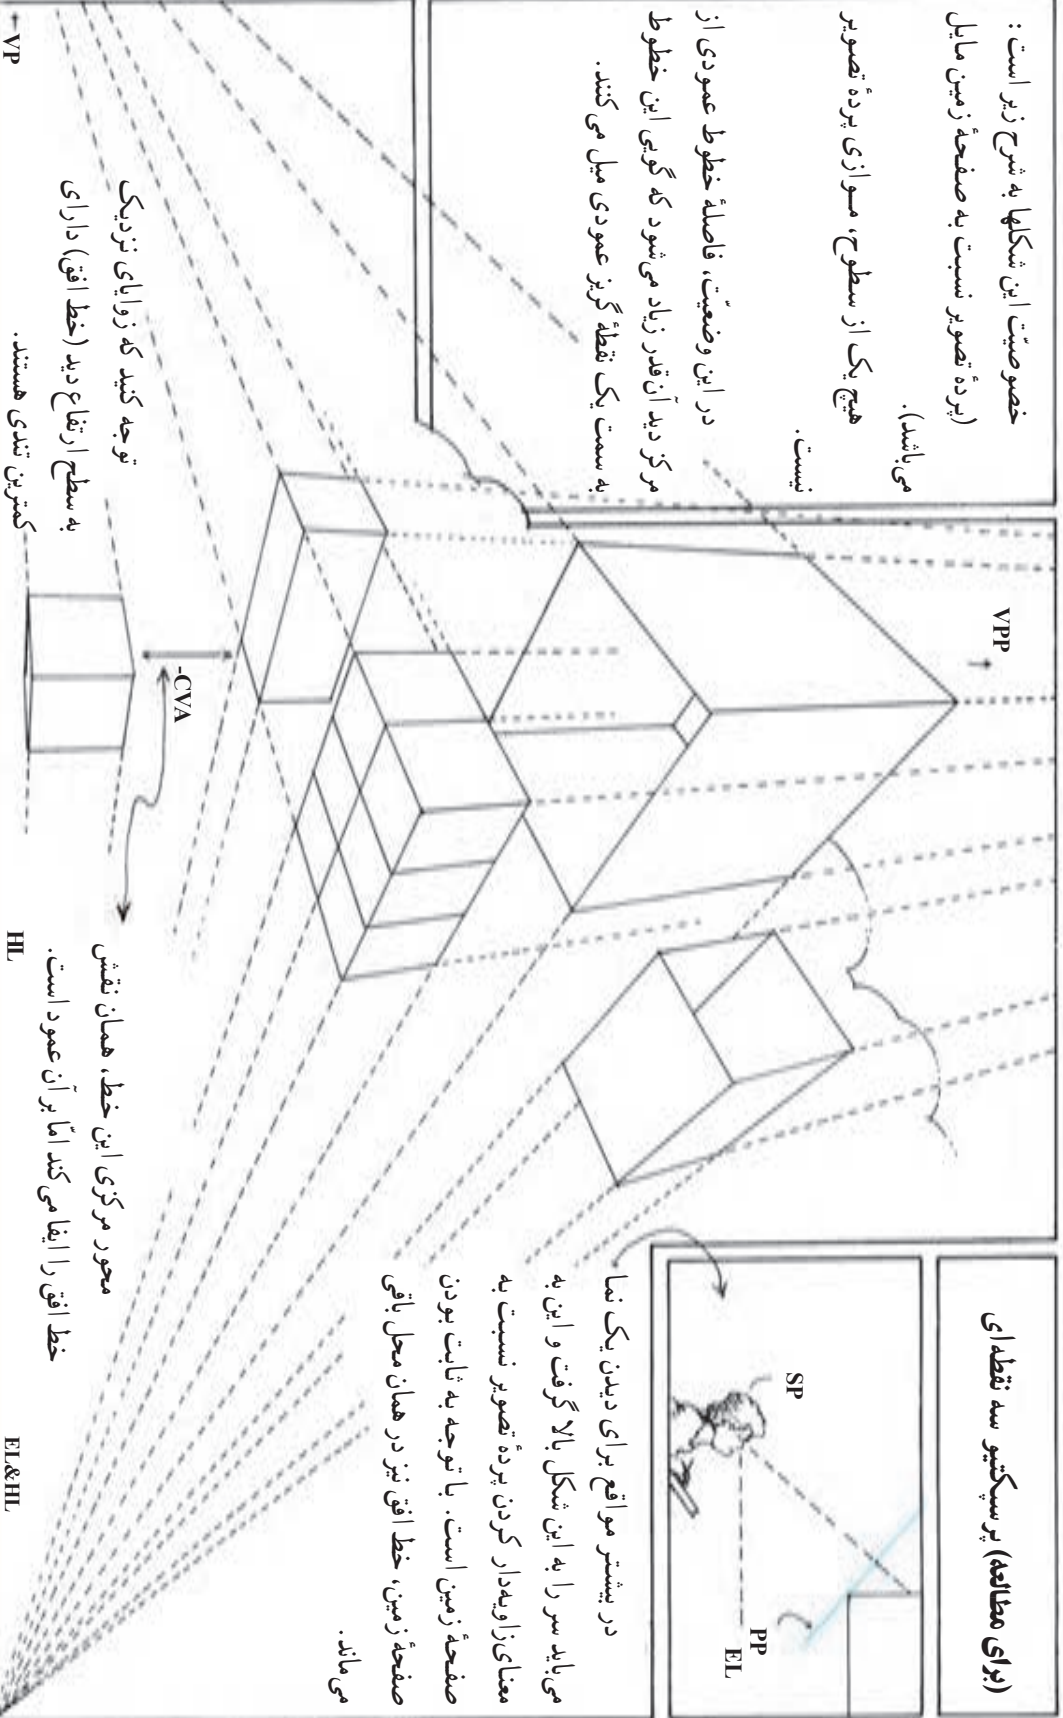 (برای مطالعه) پرسپکتیو سه نقطه‌ای
SP
PP
EL
در بیشتر مواقع برای دیدن یک نما
می‌باید سر را به این شکل بالا گرفت و این به
معنای زاویه‌دار کردن پردهٔ تصویر نسبت به
صفحهٔ زمین است. با توجه به ثابت بودن
صفحهٔ زمین، خط افق نیز در همان محل باقی
می‌ماند.
خصوصیّت این شکلها به شرح زیر است :
(پردهٔ تصویر نسبت به صفحهٔ زمین مایل
می‌باشد).
هیچ یک از سطوح، موازی پردهٔ تصویر
نیست.
در این وضعیّت، فاصلهٔ خطوط عمودی از
مرکز دید آن‌قدر زیاد می‌شود که گویی این خطوط
به سمت یک نقطهٔ گریز عمودی میل می‌کنند.
VPP
توجه کنید که زوایای نزدیک
به سطح ارتفاع دید (خط افق) دارای
کمترین تندی هستند.
-CVA
محور مرکزی این خط، همان نقش
خط افق را ایفا می‌کند امّا بر آن عمود است.
←VP
HL
EL&HL